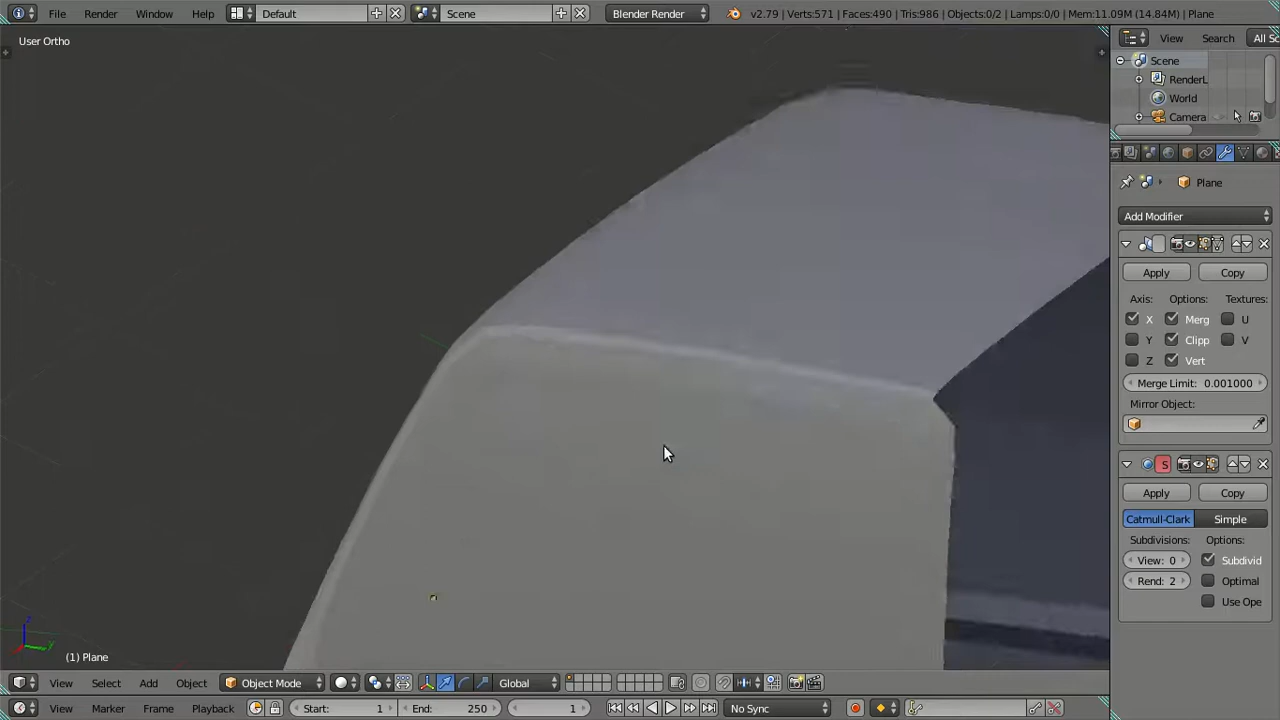 File Render Window Help Default Scene Blender Render v2.79 | Verts:571 | Faces:490 | Tris:986 | Objects:0/2 | Lamps:0/0 | Mem:11.09M (14.84M) | Plane
User Ortho
View Search All Sc
Scene
RenderL
World
Camera
Plane
Add Modifier
Apply Copy
Axis: Options: Textures:
X Merg U
Y Clipp V
Z Vert
Merge Limit: 0.001000
Mirror Object:
S
Apply Copy
Catmull-Clark Simple
Subdivisions: Options:
View: 0 Subdivid
Rend: 2 Optimal
Use Ope
z
y
(1) Plane
View Select Add Object Object Mode Global
View Marker Frame Playback Start: 1 End: 250 1 No Sync